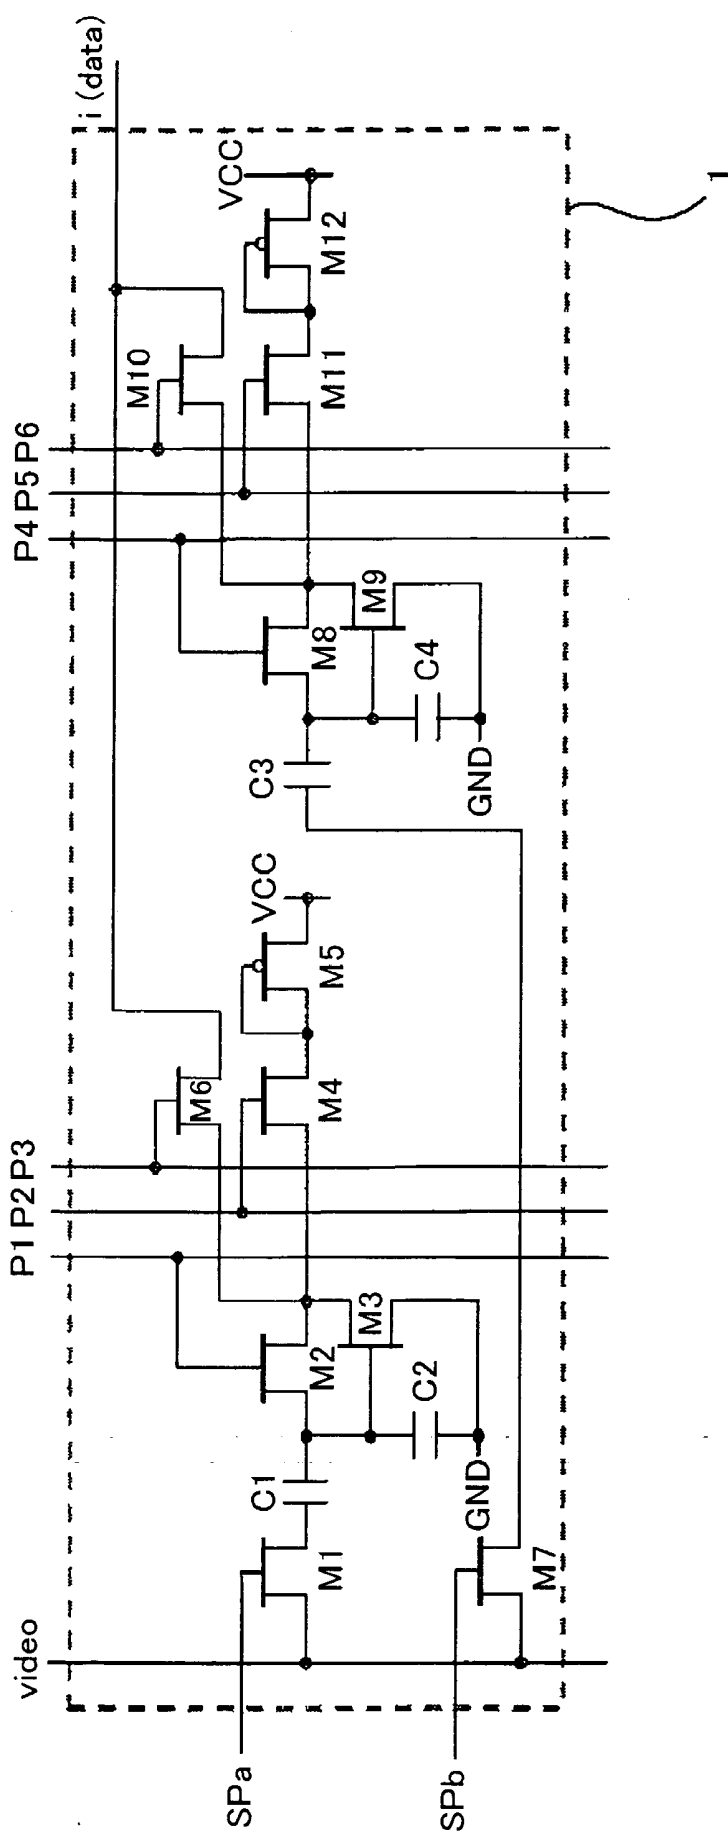 i (data)
VCC
M12
M10
M11
P4 P5 P6
M9
M8
C4
C3
GND
VCC
M5
M6
M4
P1 P2 P3
M3
M2
C2
C1
GND
M1
M7
video
SPa
SPb
1